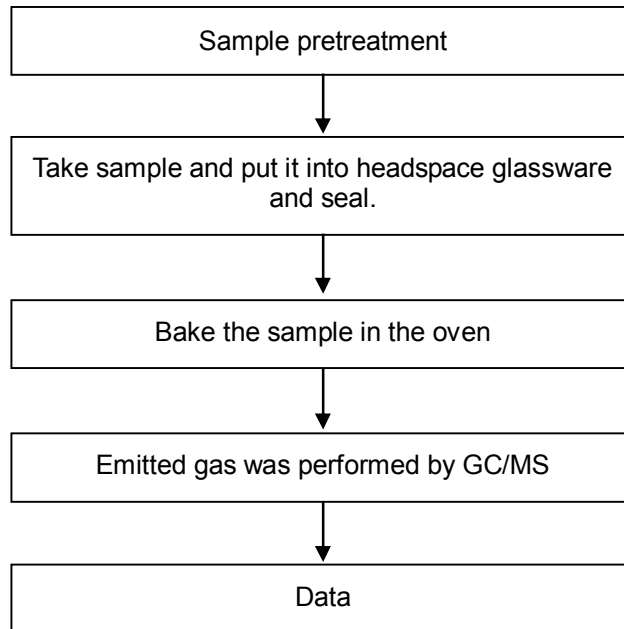 Sample pretreatment
Take sample and put it into headspace glassware
and seal.
Bake the sample in the oven
Emitted gas was performed by GC/MS
Data